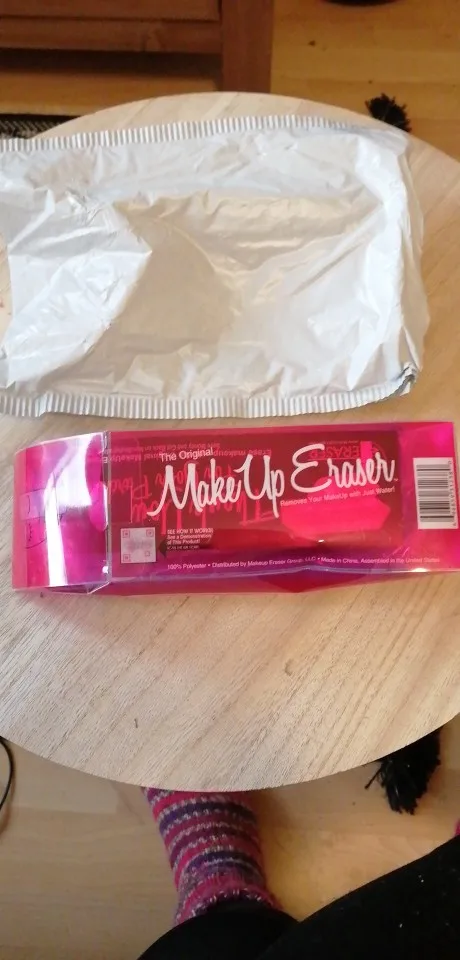 The Original
MakeUp Eraser
Removes Your MakeUp with Just Water!
SEE HOW IT WORKS!
See a Demonstration
of This Product!
100% Polyester • Distributed by Makeup Eraser Group, LLC • Made in China, Assembled in the United States